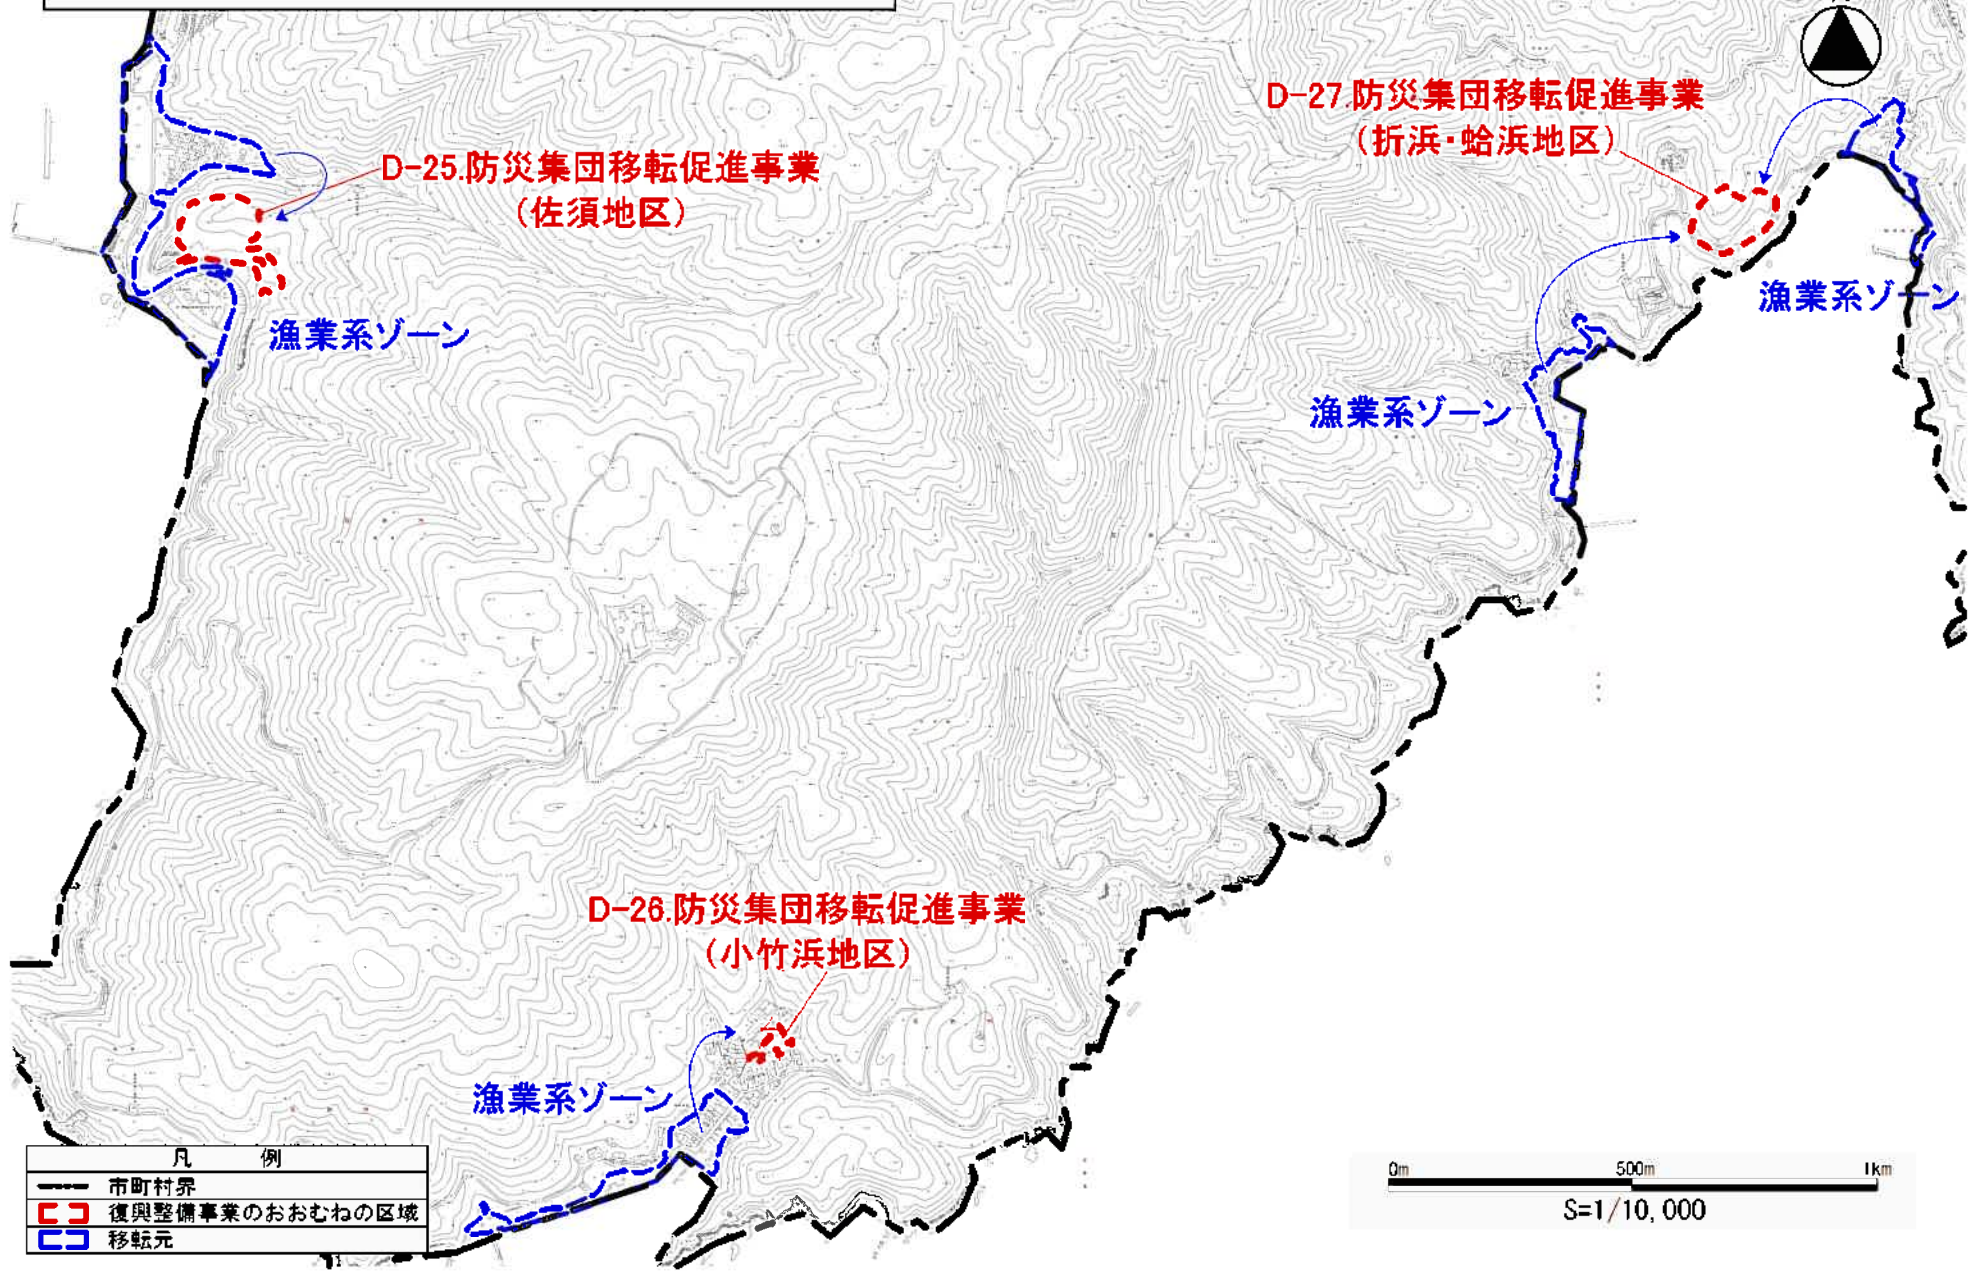 D-27.防災集団移転促進事業
(折浜・蛤浜地区)
D-25.防災集団移転促進事業
(佐須地区)
漁業系ゾーン
漁業系ゾーン
漁業系ゾーン
D-26.防災集団移転促進事業
(小竹浜地区)
漁業系ゾーン
凡 例
市町村界
復興整備事業のおおむねの区域
移転元
0m 500m 1km
S=1/10,000